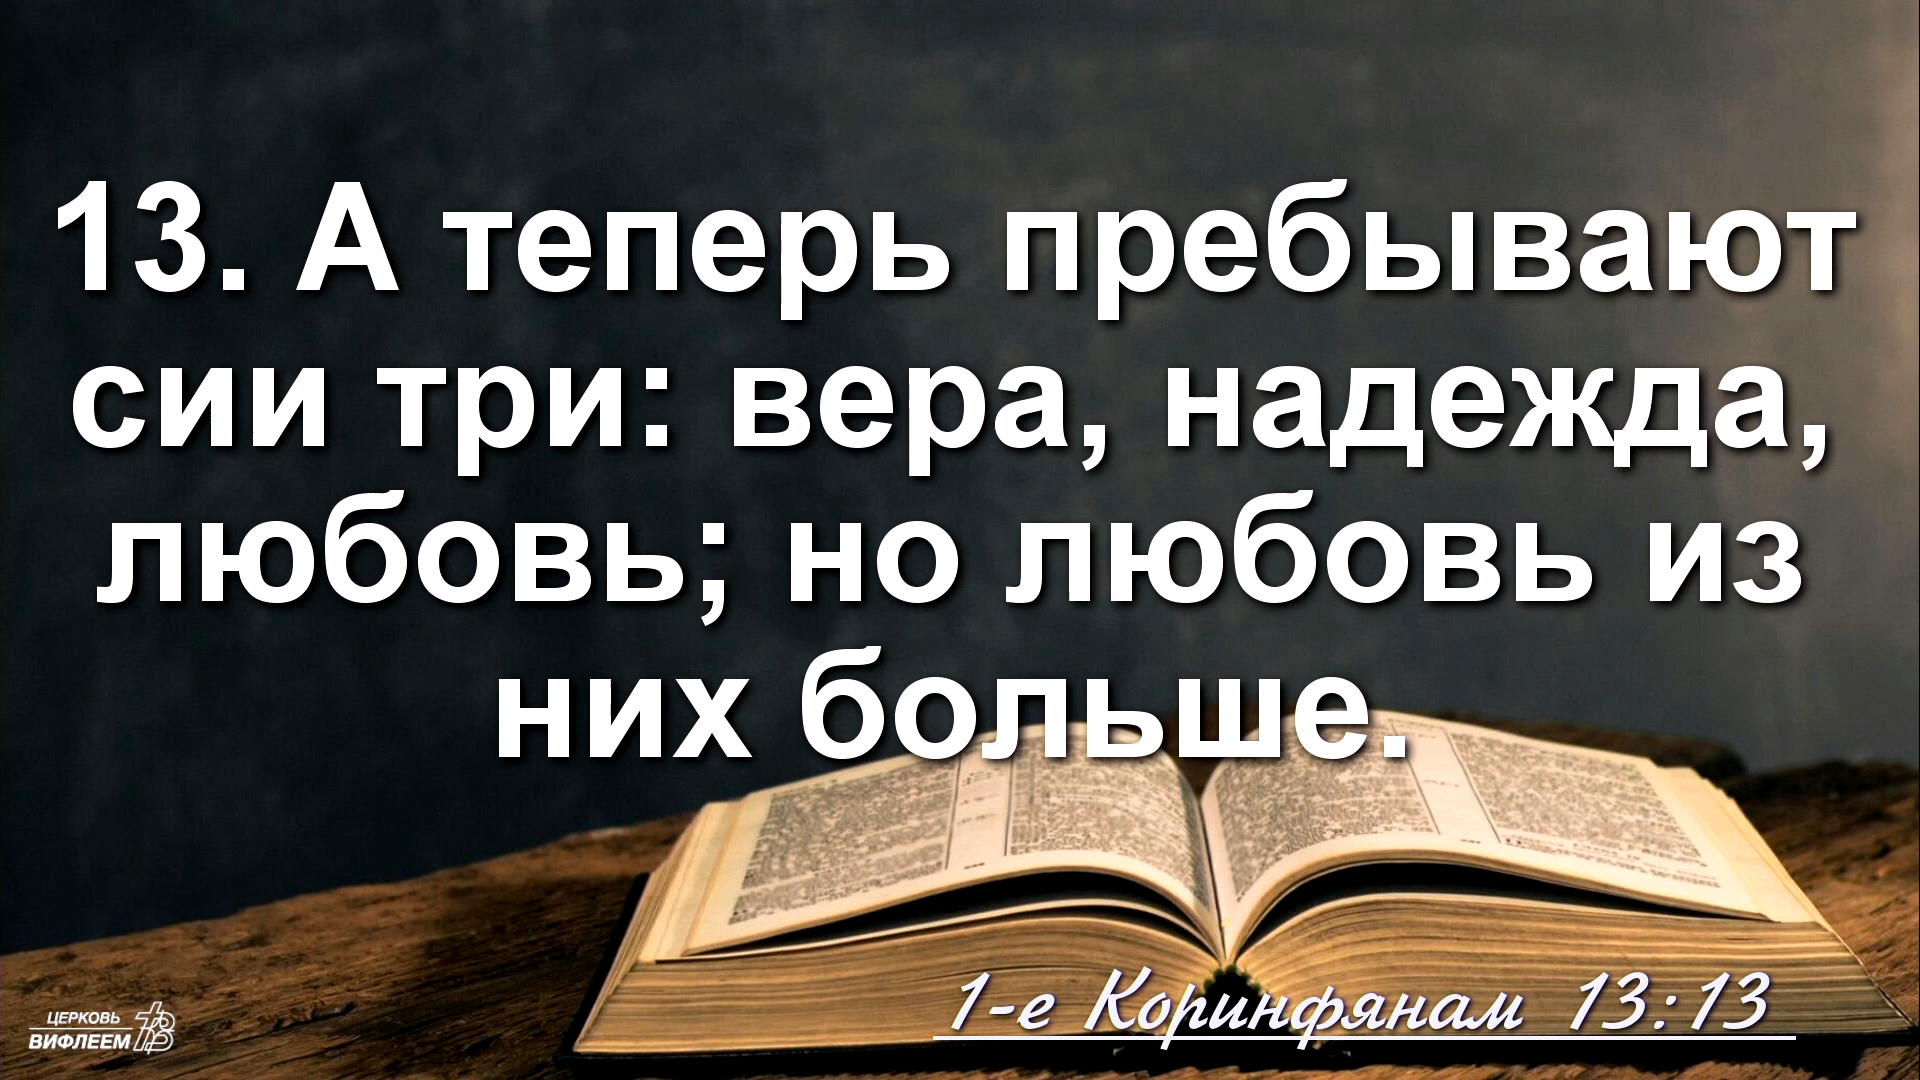 13. А теперь пребывают
сии три: вера, надежда,
любовь; но любовь из
них больше.
1-е Коринфянам 13:13
ЦЕРКОВЬ
ВИФЛЕЕМ